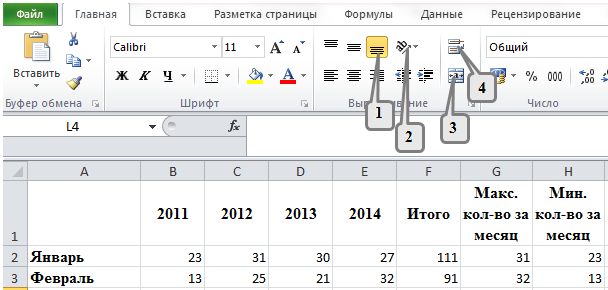 Файл Главная Вставка Разметка страницы Формулы Данные Рецензирование
Calibri 11 A A Общий
Вставить Ж К Ч A % 000 ,00
Буфер обмена Шрифт Число
1 2 3 4
L4 fx
A B C D E F G H
1 2011 2012 2013 2014 Итого Макс. кол-во за месяц Мин. кол-во за месяц
2 Январь 23 31 30 27 111 31 23
3 Февраль 13 25 21 32 91 32 13